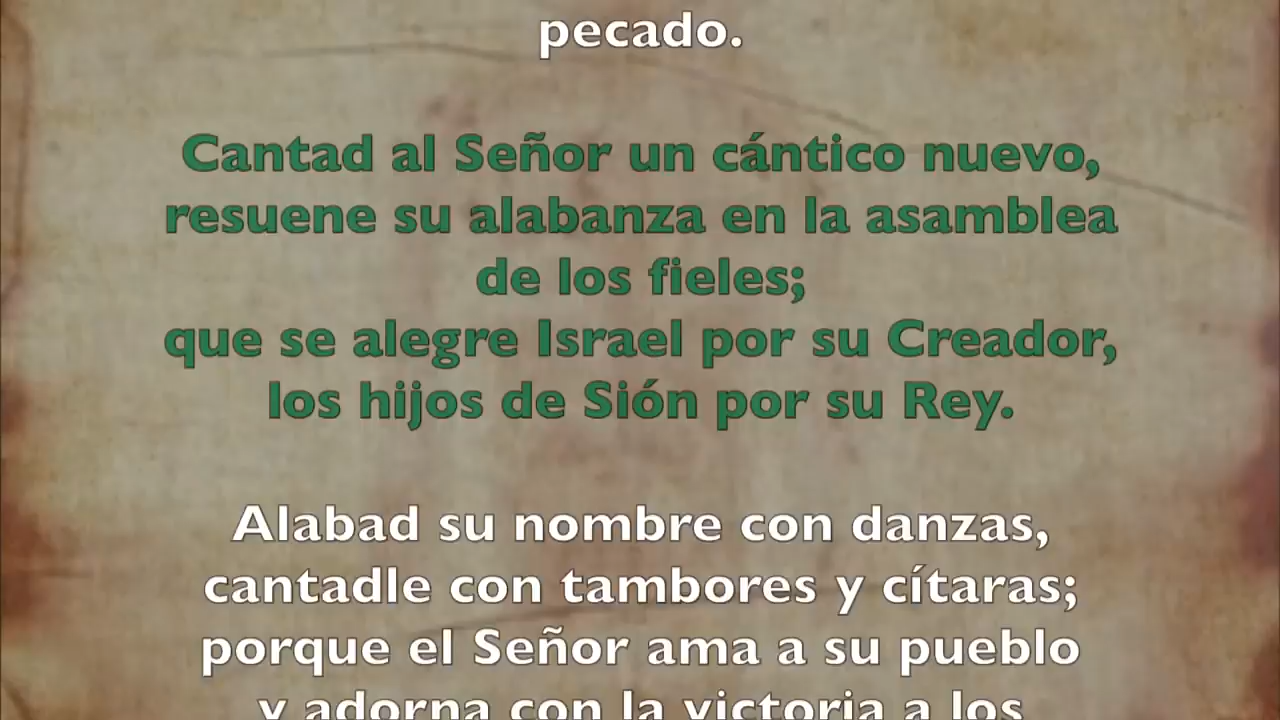 pecado.
Cantad al Señor un cántico nuevo,
resuene su alabanza en la asamblea
de los fieles;
que se alegre Israel por su Creador,
los hijos de Sión por su Rey.
Alabad su nombre con danzas,
cantadle con tambores y cítaras;
porque el Señor ama a su pueblo
y adorna con la victoria a los